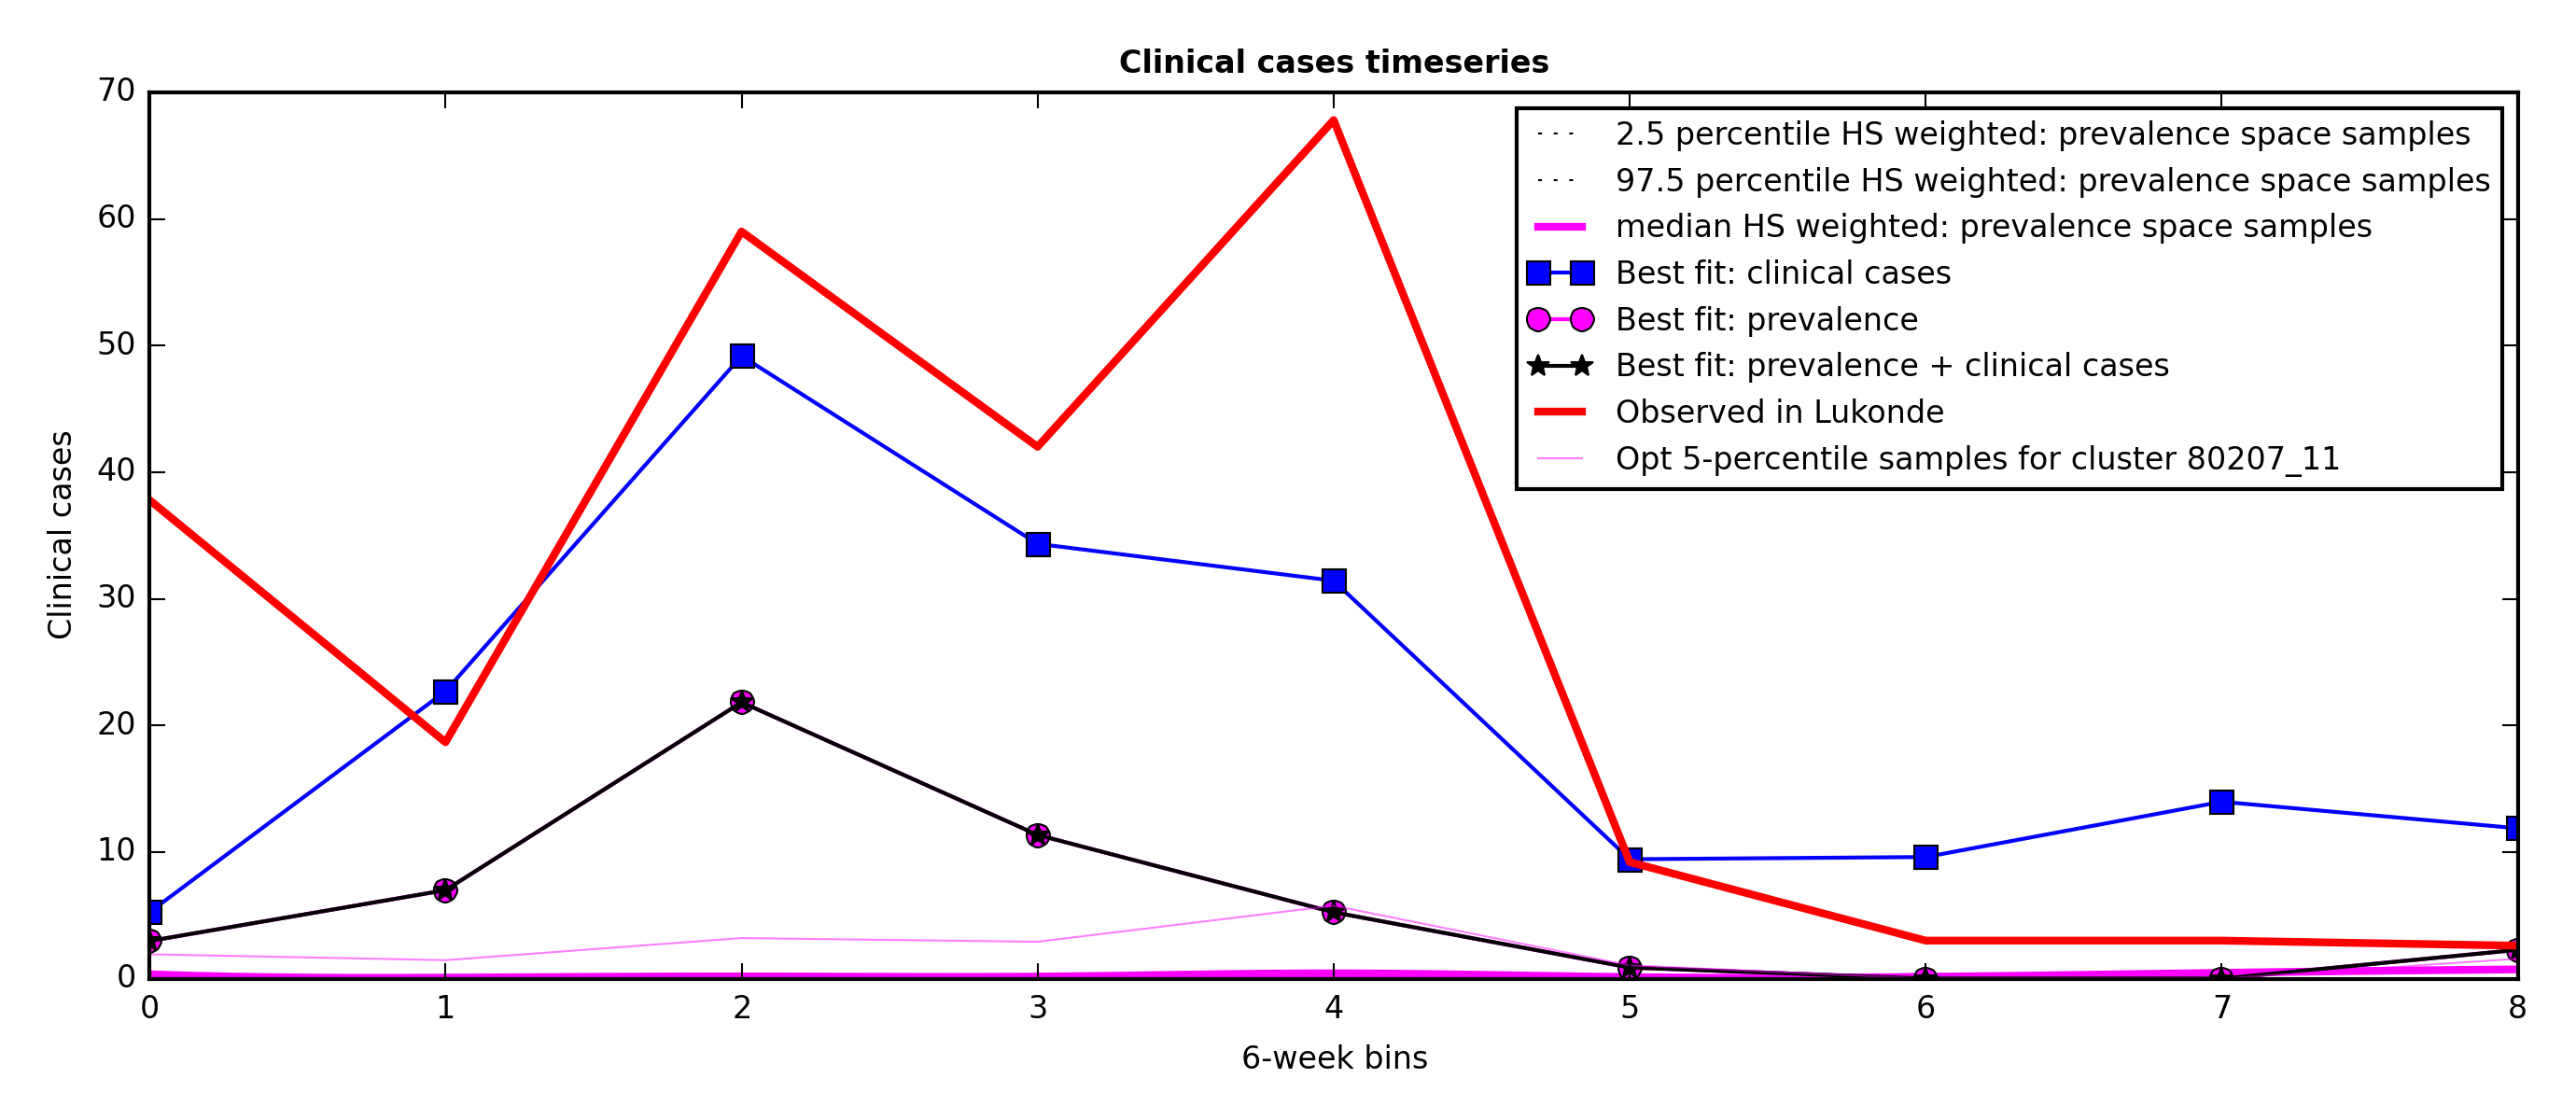 Clinical cases timeseries
70
60
50
40
30
20
10
0
Clinical cases
2.5 percentile HS weighted: prevalence space samples
97.5 percentile HS weighted: prevalence space samples
median HS weighted: prevalence space samples
Best fit: clinical cases
Best fit: prevalence
Best fit: prevalence + clinical cases
Observed in Lukonde
Opt 5-percentile samples for cluster 80207_11
0 1 2 3 4 5 6 7 8
6-week bins